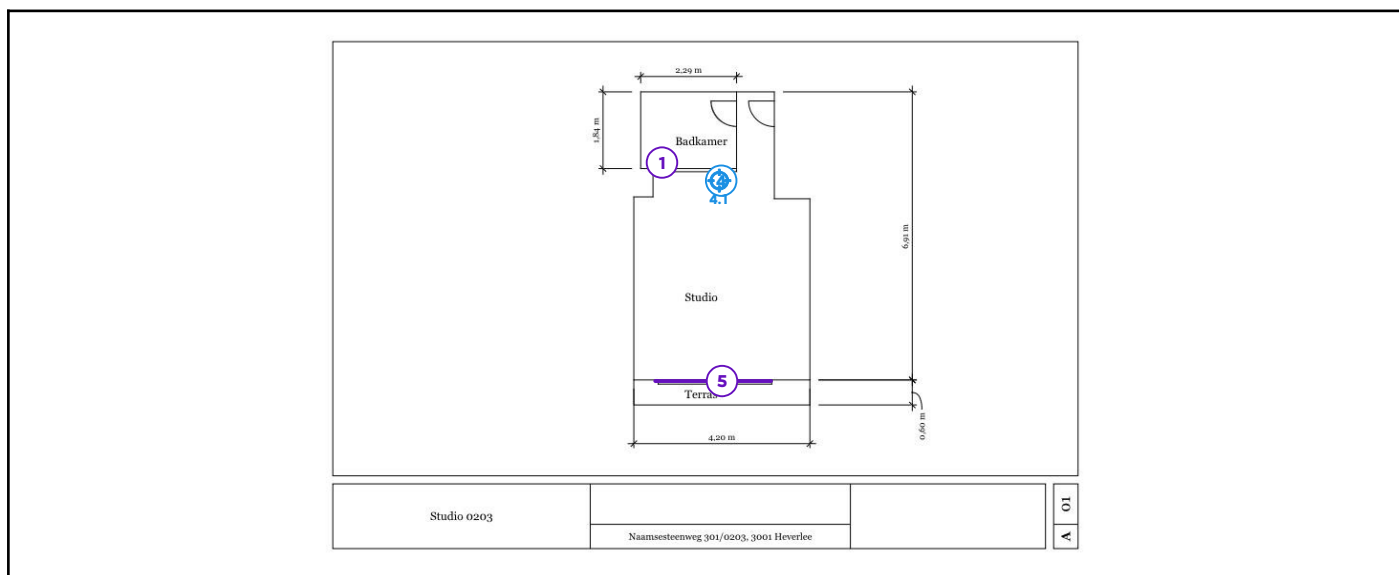 2,29 m
1,84 m
Badkamer
1
4
4.1
6,91 m
Studio
5
Terras
0,60 m
4,20 m
Studio 0203
Naamsesteenweg 301/0203, 3001 Heverlee
01
A